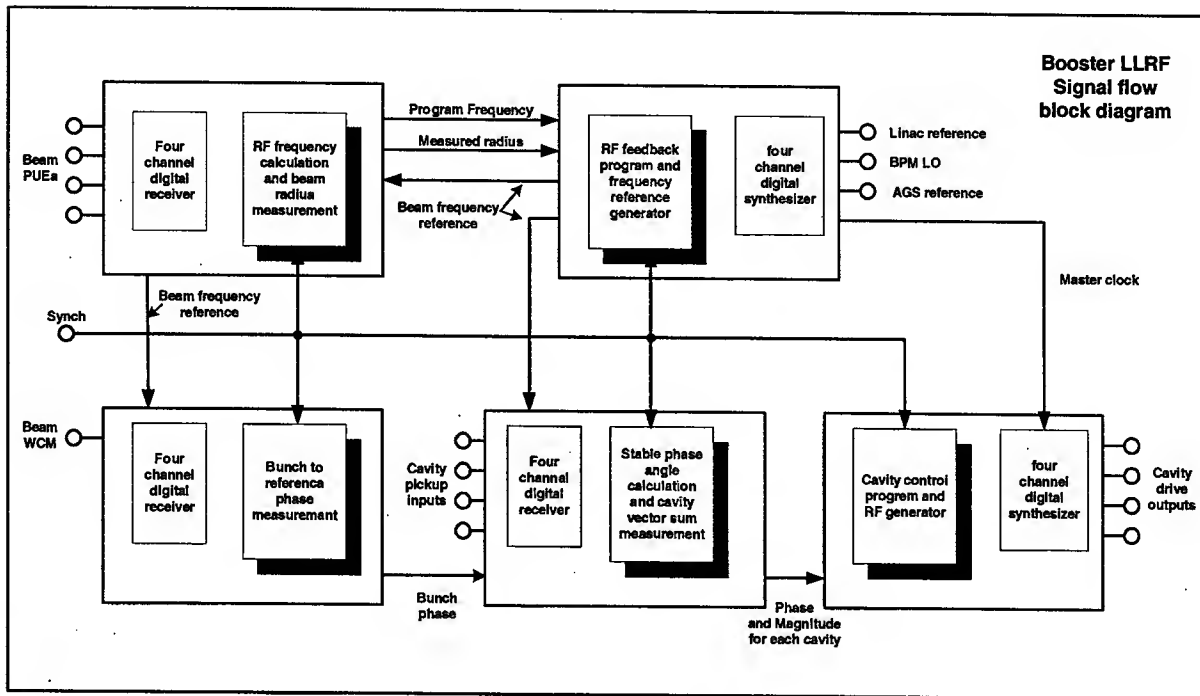 Booster LLRF
Signal flow
block diagram
Beam
PUEs
Four
channel
digital
receiver
RF frequency
calculation
and beam
radius
measurement
Program Frequency
Measured radius
Beam frequency
reference
RF feedback
program and
frequency
reference
generator
four
channel
digital
synthesizer
Linac reference
BPM LO
AGS reference
Master clock
Beam frequency
reference
Synch
Beam
WCM
Four
channel
digital
receiver
Bunch to
reference
phase
measurement
Bunch
phase
Cavity
pickup
inputs
Four
channel
digital
receiver
Stable phase
angle
calculation
and cavity
vector sum
measurement
Phase
and Magnitude
for each cavity
Cavity control
program and
RF generator
four
channel
digital
synthesizer
Cavity
drive
outputs